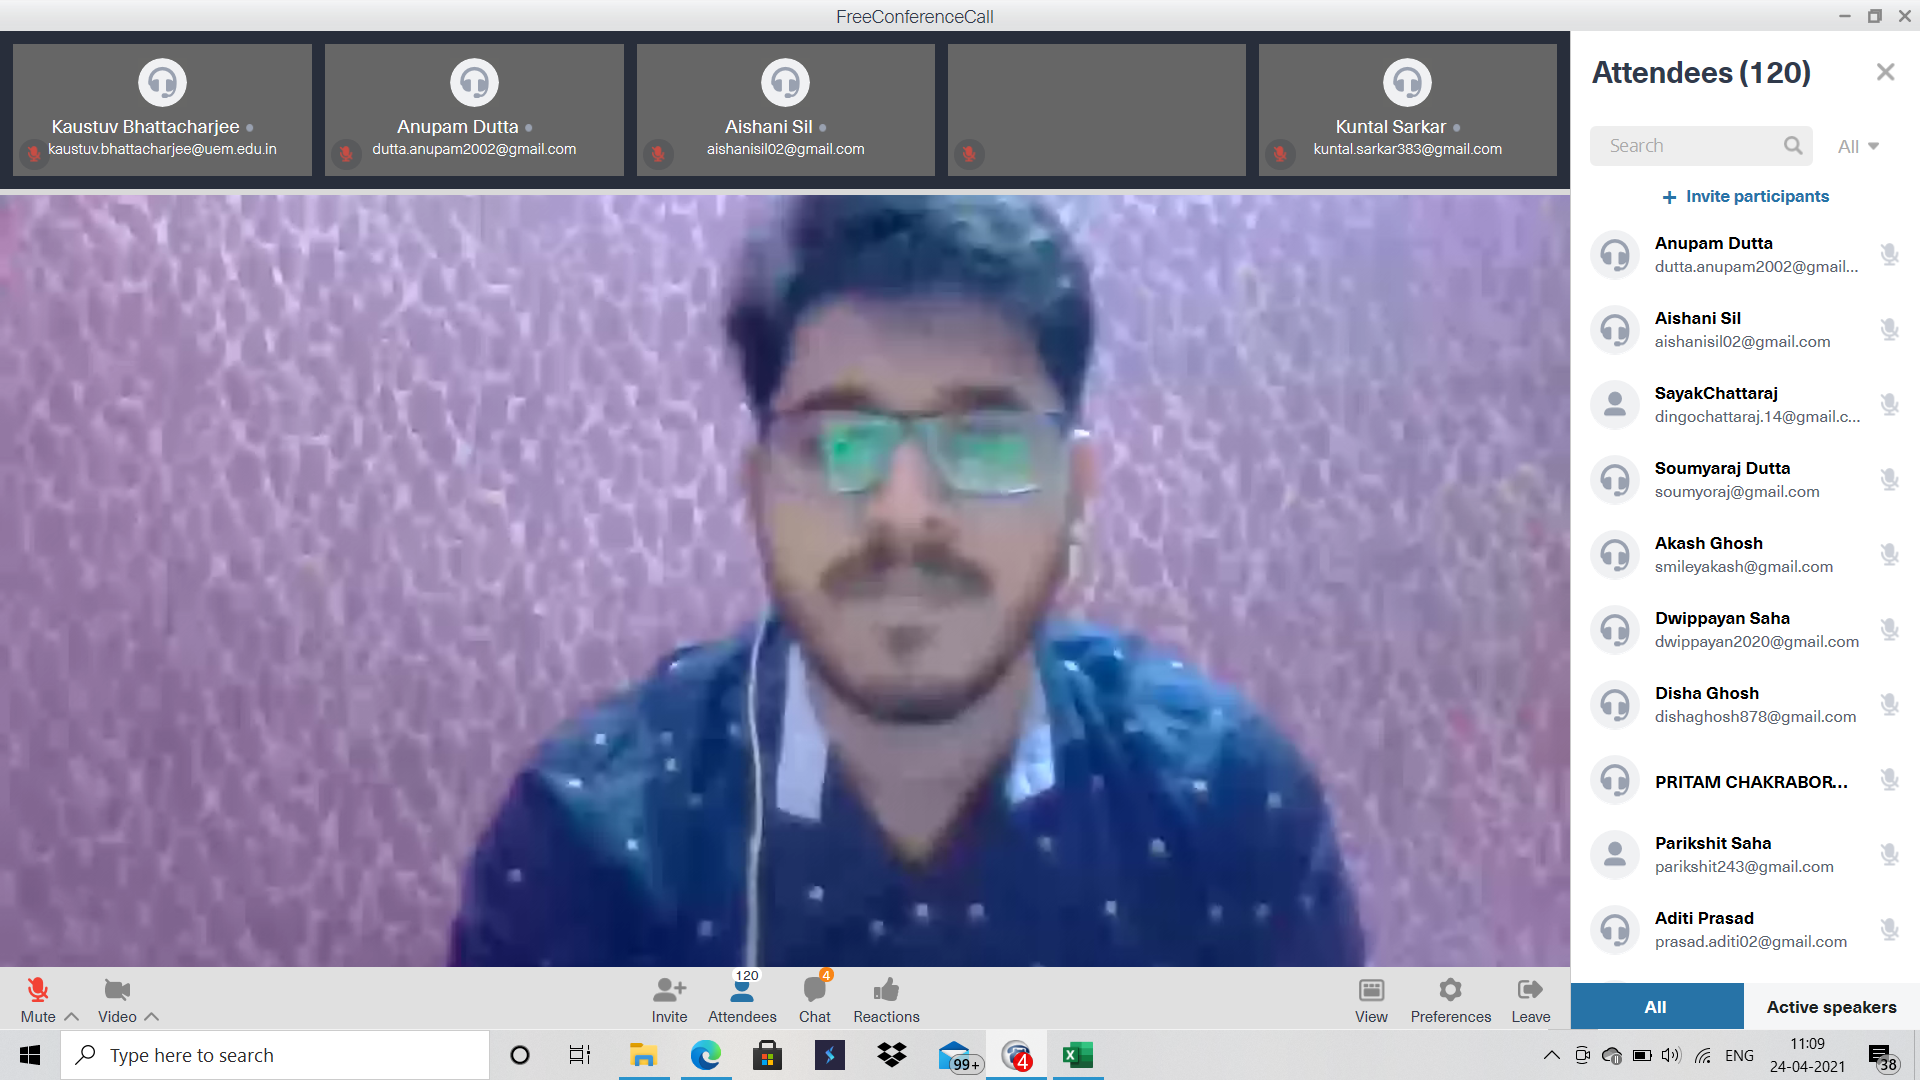 FreeConferenceCall
Kaustuv Bhattacharjee
kaustuv.bhattacharjee@uem.edu.in
Anupam Dutta
dutta.anupam2002@gmail.com
Aishani Sil
aishanisil02@gmail.com
Kuntal Sarkar
kuntal.sarkar383@gmail.com
Attendees (120)
Search
All
+ Invite participants
Anupam Dutta
dutta.anupam2002@gmail...
Aishani Sil
aishanisil02@gmail.com
SayakChattaraj
dingochattaraj.14@gmail.c...
Soumyaraj Dutta
soumyoraj@gmail.com
Akash Ghosh
smileyakash@gmail.com
Dwippayan Saha
dwippayan2020@gmail.com
Disha Ghosh
dishaghosh878@gmail.com
PRITAM CHAKRABOR...
Parikshit Saha
parikshit243@gmail.com
Aditi Prasad
prasad.aditi02@gmail.com
All
Active speakers
Mute
Video
Invite
120
Attendees
4
Chat
Reactions
View
Preferences
Leave
Type here to search
99+
4
ENG
11:09
24-04-2021
38